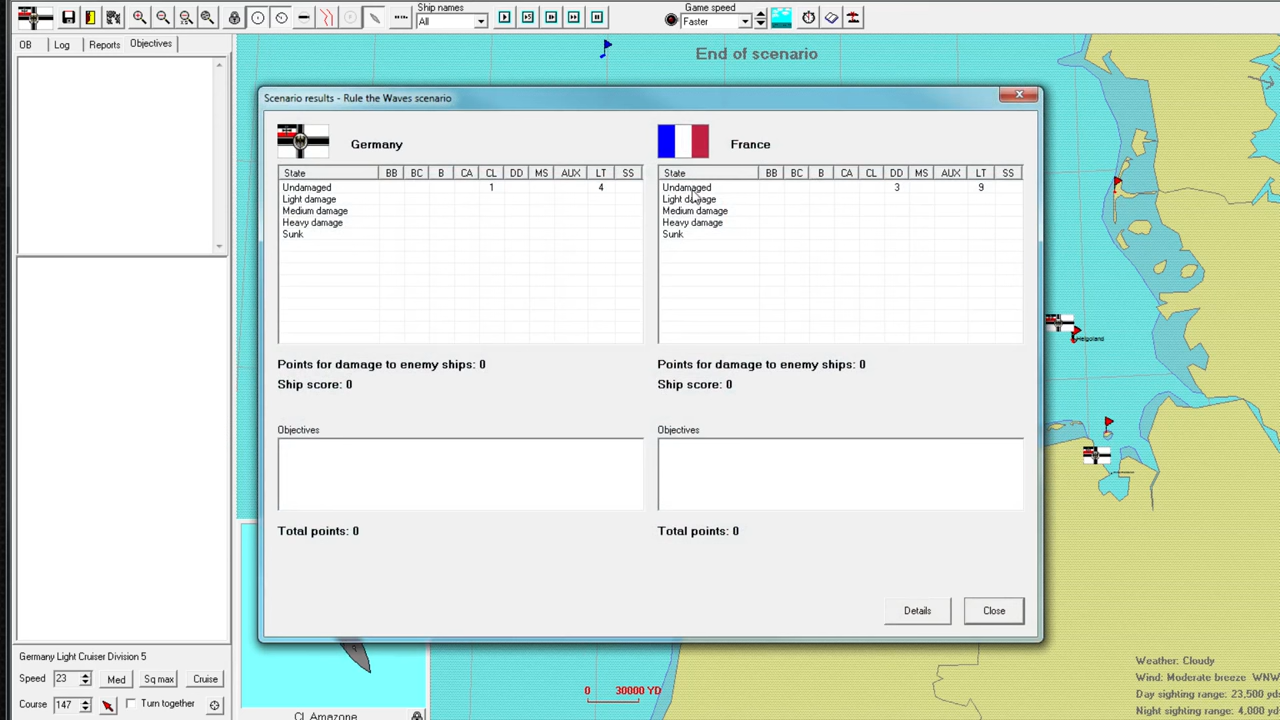 Ship names
Game speed
All
Faster
OB Log Reports Objectives
End of scenario
Scenario results - Rule the Waves scenario
Germany
France
State BB BC B CA CL DD MS AUX LT SS
Undamaged 1 4
Light damage
Medium damage
Heavy damage
Sunk
State BB BC B CA CL DD MS AUX LT SS
Undamaged 3 9
Light damage
Medium damage
Heavy damage
Sunk
Points for damage to enemy ships: 0
Ship score: 0
Points for damage to enemy ships: 0
Ship score: 0
Objectives
Objectives
Total points: 0
Total points: 0
Details
Close
Helgoland
Germany Light Cruiser Division 5
Speed 23 Med Sq max Cruise
Course 147 Turn together
CL Amazone
0 30000 YD
Weather: Cloudy
Wind: Moderate breeze WNW
Day sighting range: 23,500 yds
Night sighting range: 4,000 yds